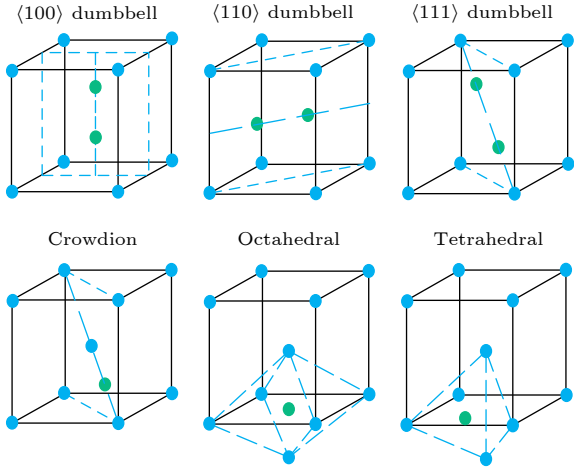 ⟨100⟩ dumbbell
⟨110⟩ dumbbell
⟨111⟩ dumbbell
Crowdion
Octahedral
Tetrahedral